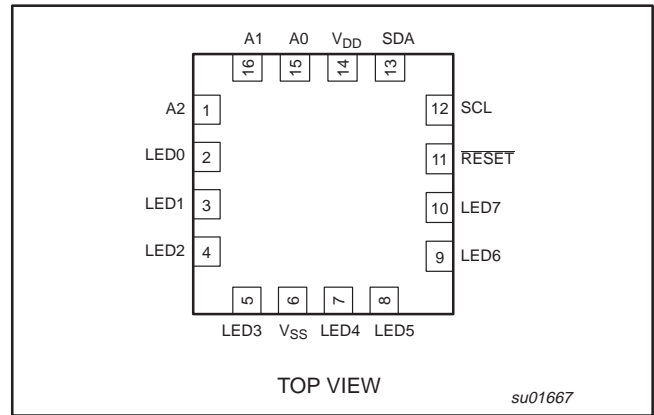 A1 A0 VDD SDA
16 15 14 13
A2 1 12 SCL
LED0 2 11 RESET
LED1 3 10 LED7
LED2 4 9 LED6
5 6 7 8
LED3 VSS LED4 LED5
TOP VIEW
su01667